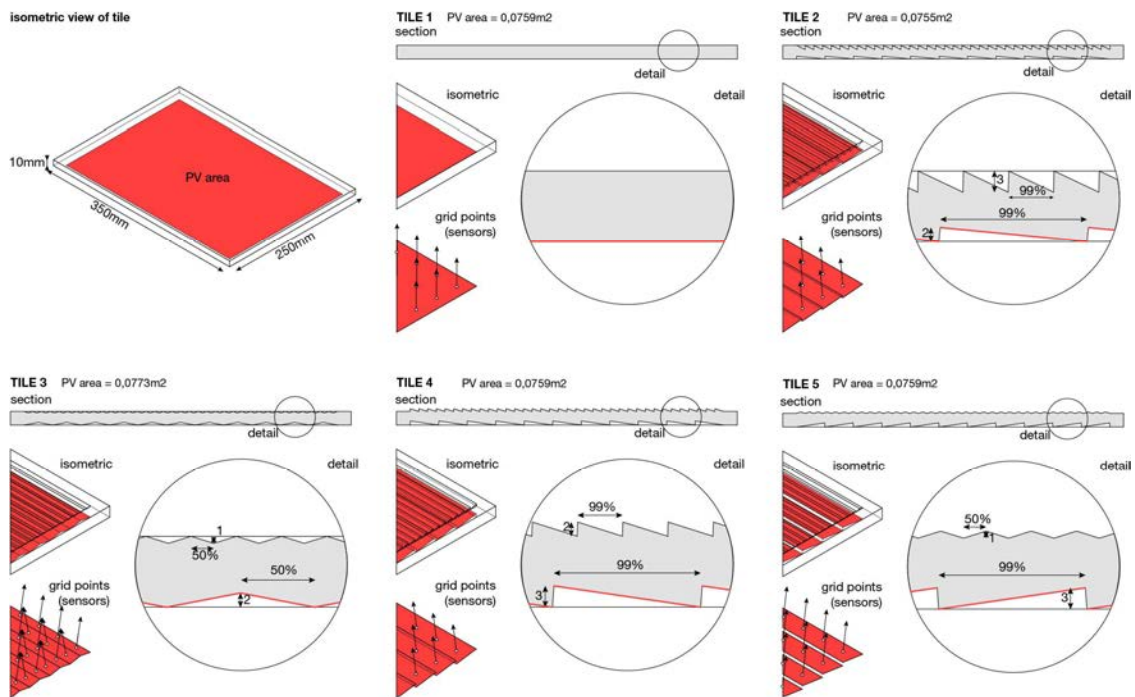 isometric view of tile
10mm
350mm
250mm
PV area
TILE 1 PV area = 0,0759m2
section
detail
isometric
detail
grid points
(sensors)
TILE 2 PV area = 0,0755m2
section
detail
isometric
detail
3
99%
99%
2
grid points
(sensors)
TILE 3 PV area = 0,0773m2
section
detail
isometric
detail
1
50%
50%
2
grid points
(sensors)
TILE 4 PV area = 0,0759m2
section
detail
isometric
detail
99%
2
99%
3
grid points
(sensors)
TILE 5 PV area = 0,0759m2
section
detail
isometric
detail
50%
1
99%
3
grid points
(sensors)